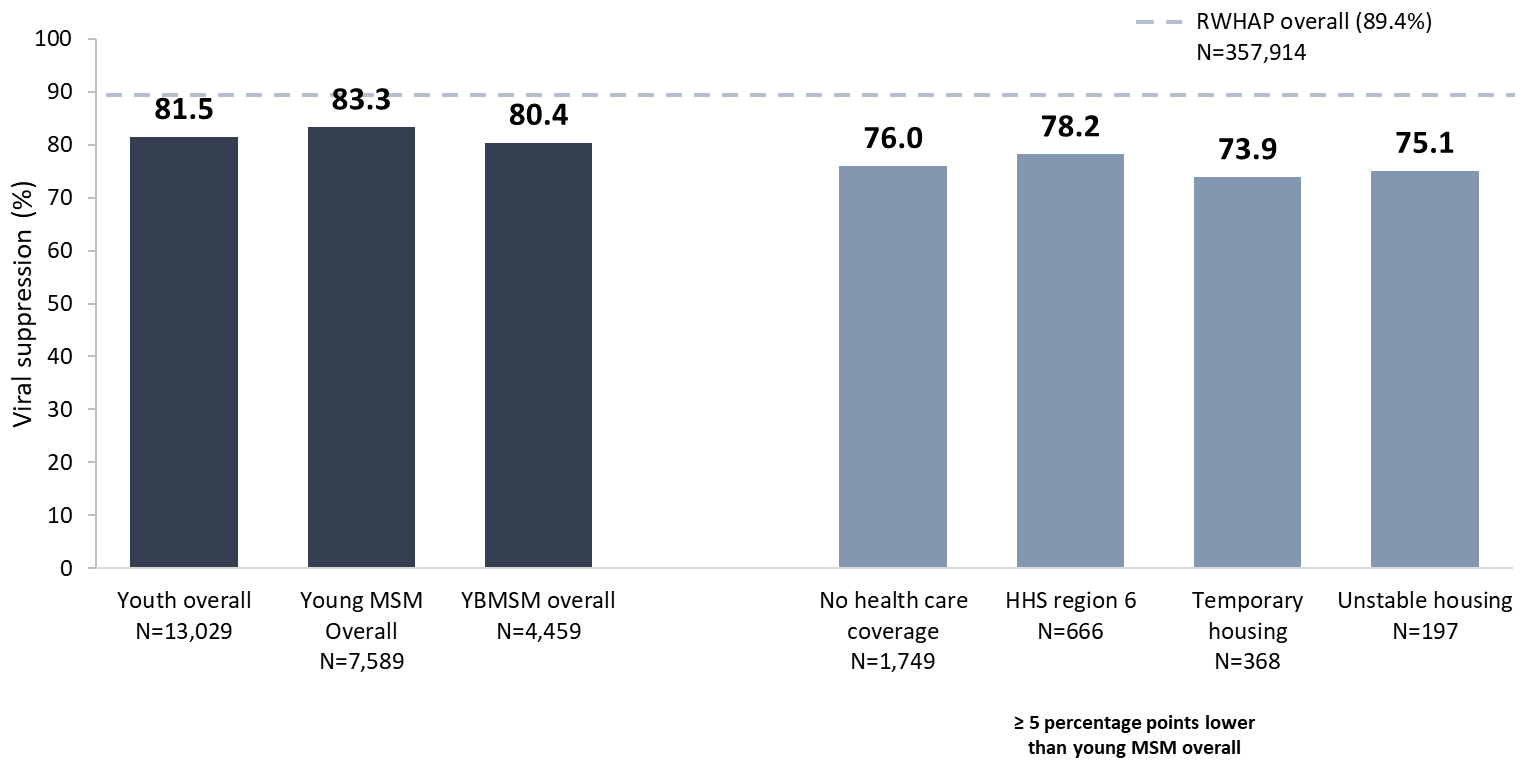 RWHAP overall (89.4%)
N=357,914
Viral suppression (%)
100
90
80
70
60
50
40
30
20
10
0
81.5
83.3
80.4
76.0
78.2
73.9
75.1
Youth overall
N=13,029
Young MSM
Overall
N=7,589
YBMSM overall
N=4,459
No health care
coverage
N=1,749
HHS region 6
N=666
Temporary
housing
N=368
Unstable housing
N=197
≥ 5 percentage points lower
than young MSM overall